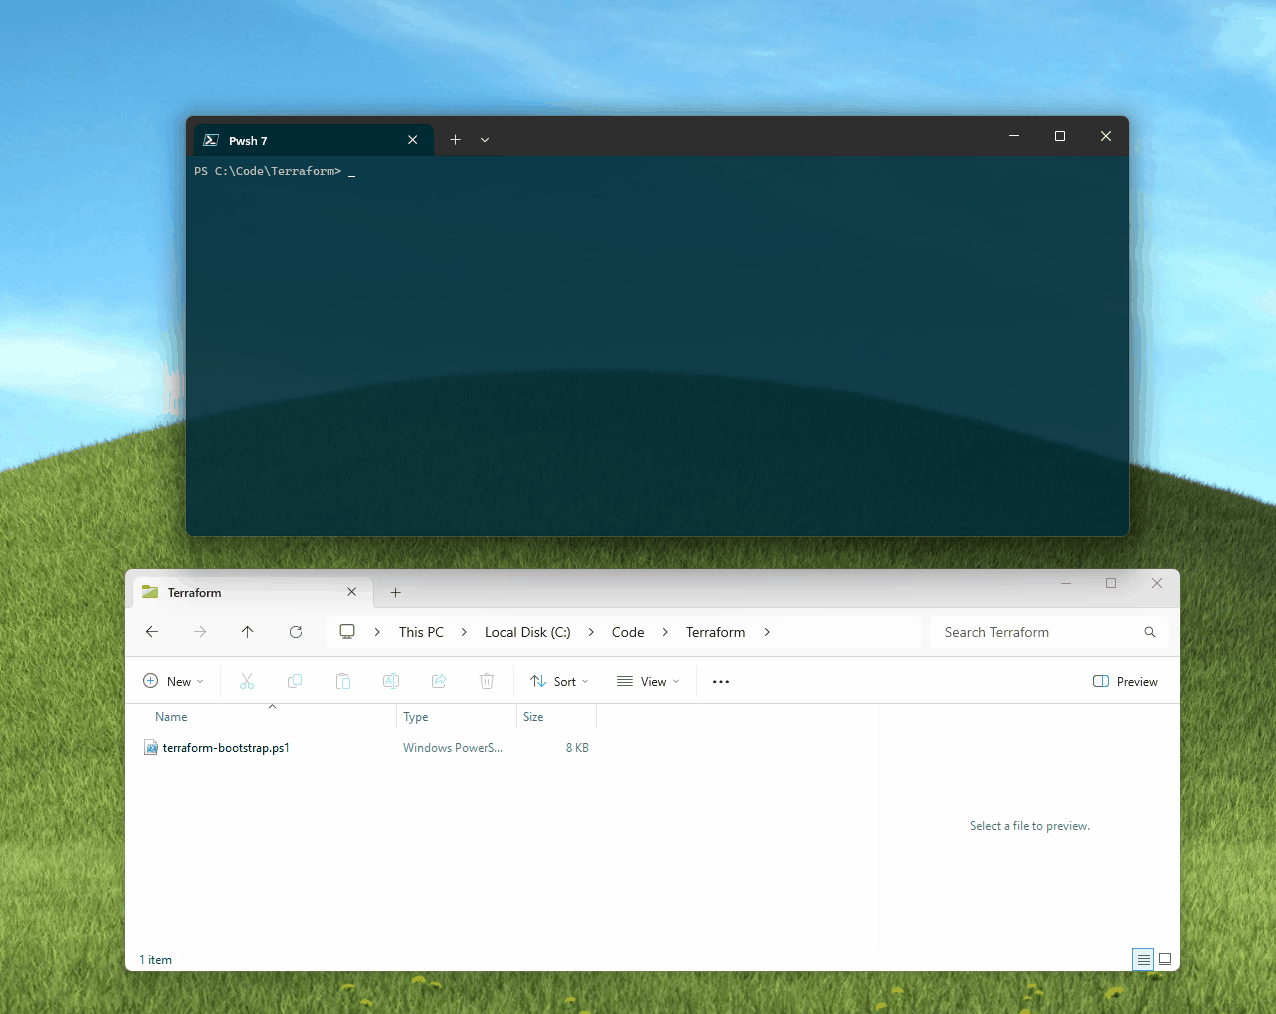 Pwsh 7
PS C:\Code\Terraform> _
Terraform
This PC > Local Disk (C:) > Code > Terraform >
Search Terraform
New
Sort
View
Preview
Name Type Size
terraform-bootstrap.ps1 Windows PowerS... 8 KB
Select a file to preview.
1 item